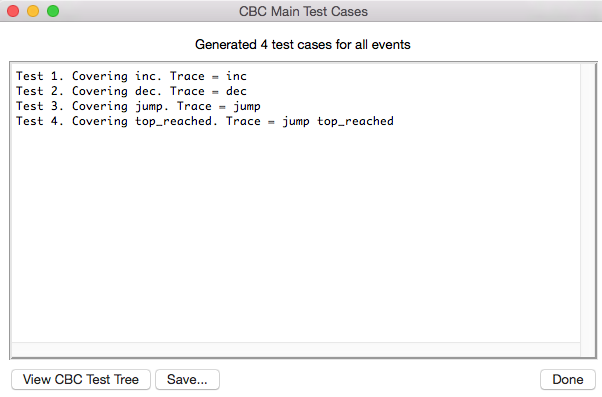 CBC Main Test Cases
Generated 4 test cases for all events
Test 1. Covering inc. Trace = inc
Test 2. Covering dec. Trace = dec
Test 3. Covering jump. Trace = jump
Test 4. Covering top_reached. Trace = jump top_reached
View CBC Test Tree Save... Done